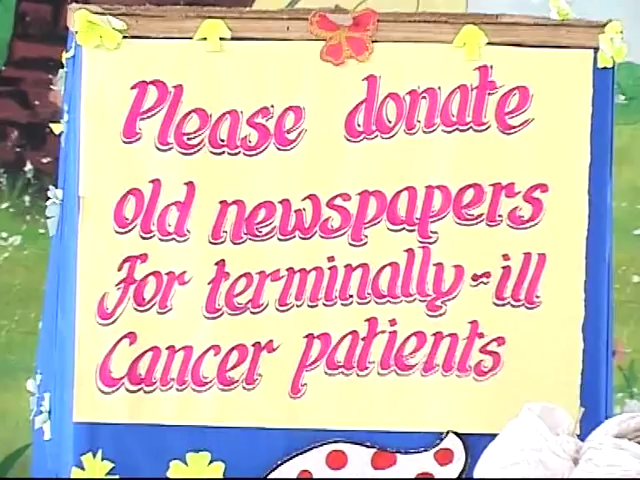 Please donate
old newspapers
For terminally-ill
Cancer patients